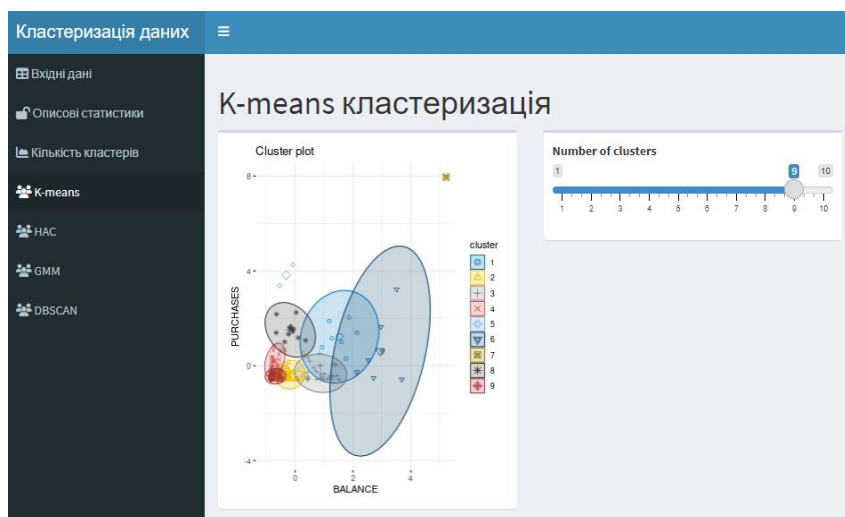 Кластеризація даних
Вхідні дані
Описові статистики
Кількість кластерів
K-means
HAC
GMM
DBSCAN
K-means кластеризація
Cluster plot
8
4
0
-4
PURCHASES
0 2 4
BALANCE
cluster
1
2
3
4
5
6
7
8
9
Number of clusters
1 9 10
1 2 3 4 5 6 7 8 9 10